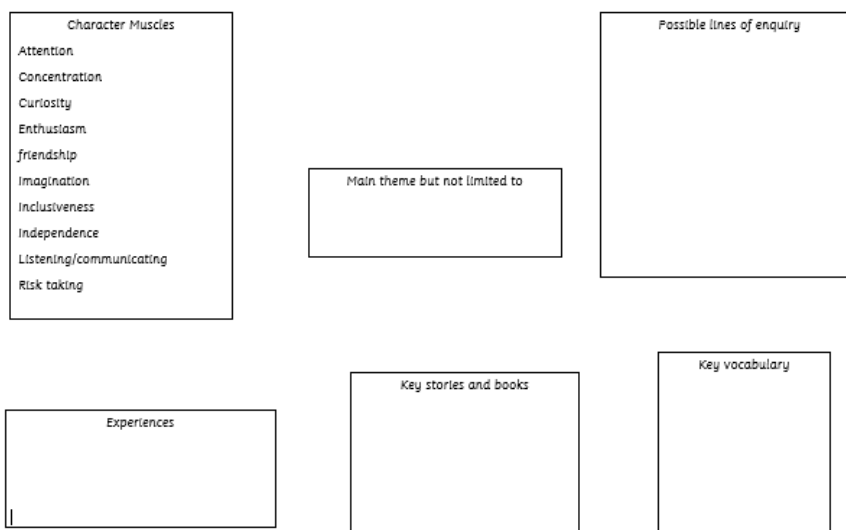 Character Muscles
Attention
Concentration
Curiosity
Enthusiasm
friendship
Imagination
Inclusiveness
Independence
Listening/communicating
Risk taking
Main theme but not limited to
Possible lines of enquiry
Experiences
Key stories and books
Key vocabulary